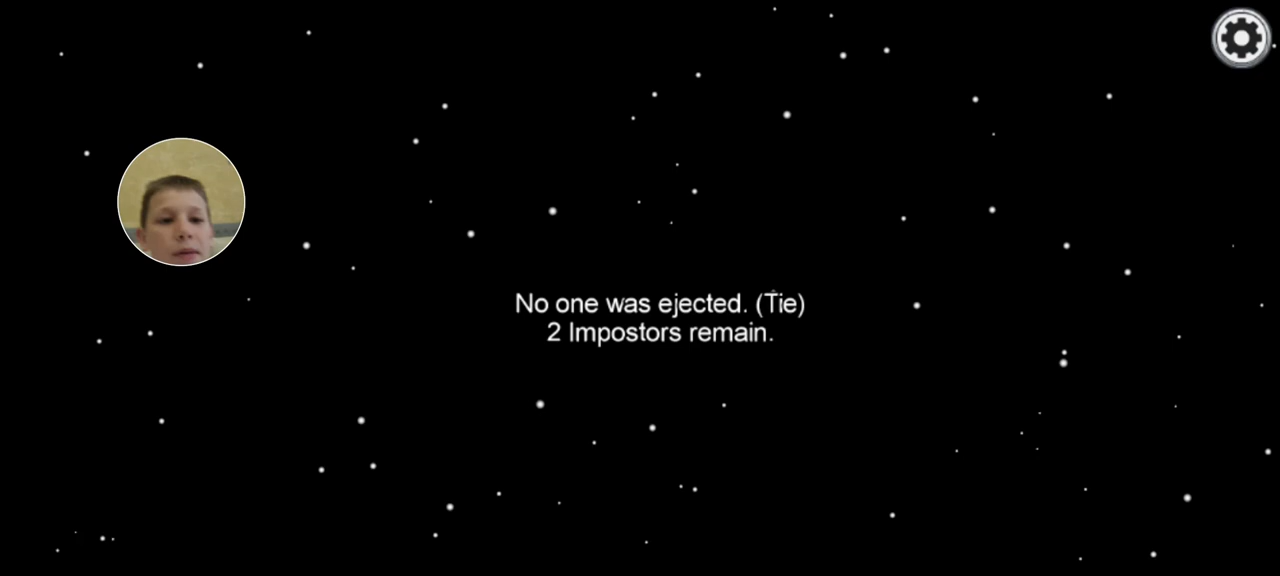 No one was ejected. (Tie)
2 Impostors remain.